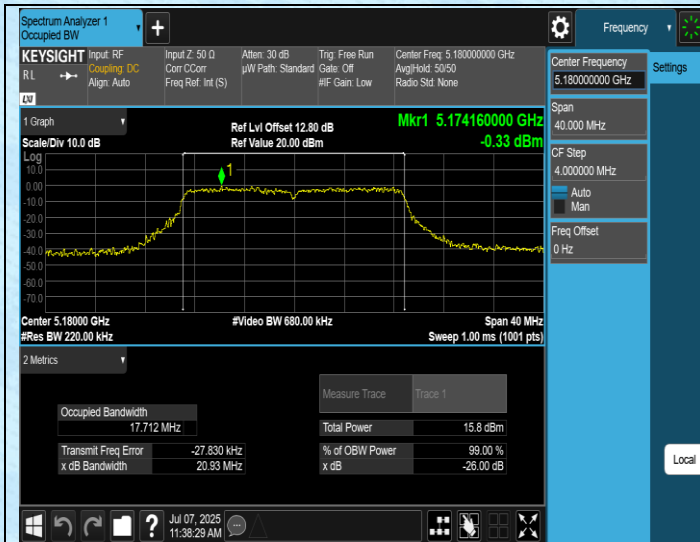 Spectrum Analyzer 1
Occupied BW
+
Frequency
KEYSIGHT
Input: RF
Coupling: DC
Align: Auto
RL
LXI
Input Z: 50 Ω
Corr CCorr
Freq Ref: Int (S)
Atten: 30 dB
µW Path: Standard
Trig: Free Run
Gate: Off
#IF Gain: Low
Center Freq: 5.180000000 GHz
Avg|Hold: 50/50
Radio Std: None
Center Frequency
5.180000000 GHz
Settings
Span
40.000 MHz
CF Step
4.000000 MHz
Auto
Man
Freq Offset
0 Hz
Local
1 Graph
Scale/Div 10.0 dB
Ref Lvl Offset 12.80 dB
Ref Value 20.00 dBm
Mkr1 5.174160000 GHz
-0.33 dBm
Log
10.0
0.00
-10.0
-20.0
-30.0
-40.0
-50.0
-60.0
-70.0
1
Center 5.18000 GHz
#Res BW 220.00 kHz
#Video BW 680.00 kHz
Span 40 MHz
Sweep 1.00 ms (1001 pts)
2 Metrics
Measure Trace
Trace 1
Occupied Bandwidth
17.712 MHz
Total Power
15.8 dBm
Transmit Freq Error
-27.830 kHz
% of OBW Power
99.00 %
x dB Bandwidth
20.93 MHz
x dB
-26.00 dB
?
Jul 07, 2025
11:38:29 AM